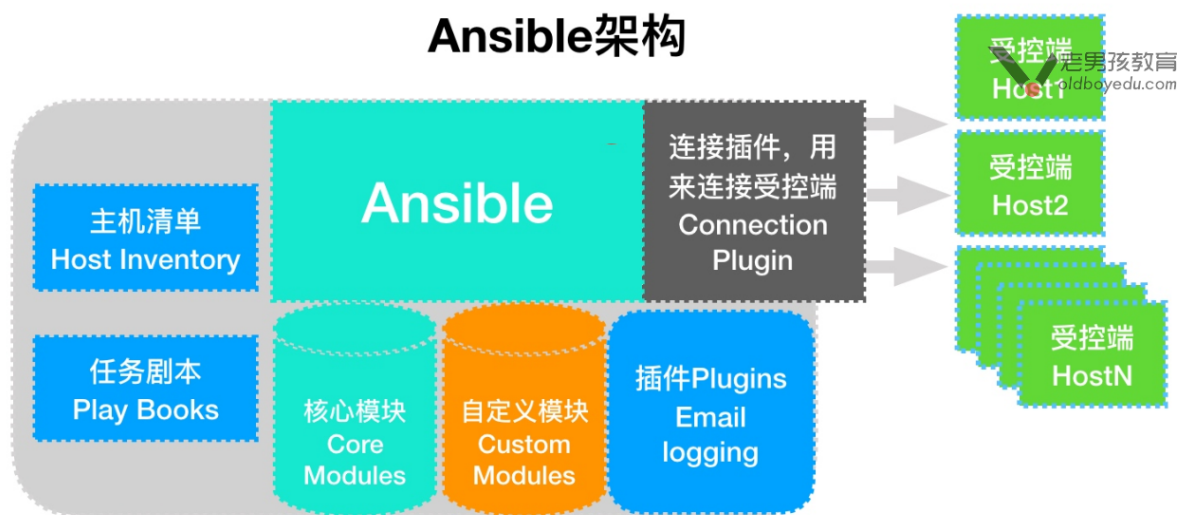 Ansible架构
主机清单
Host Inventory
任务剧本
Play Books
Ansible
连接插件，用
来连接受控端
Connection
Plugin
核心模块
Core
Modules
自定义模块
Custom
Modules
插件Plugins
Email
logging
受控端
Host1
老男孩教育
oldboyedu.com
受控端
Host2
受控端
HostN